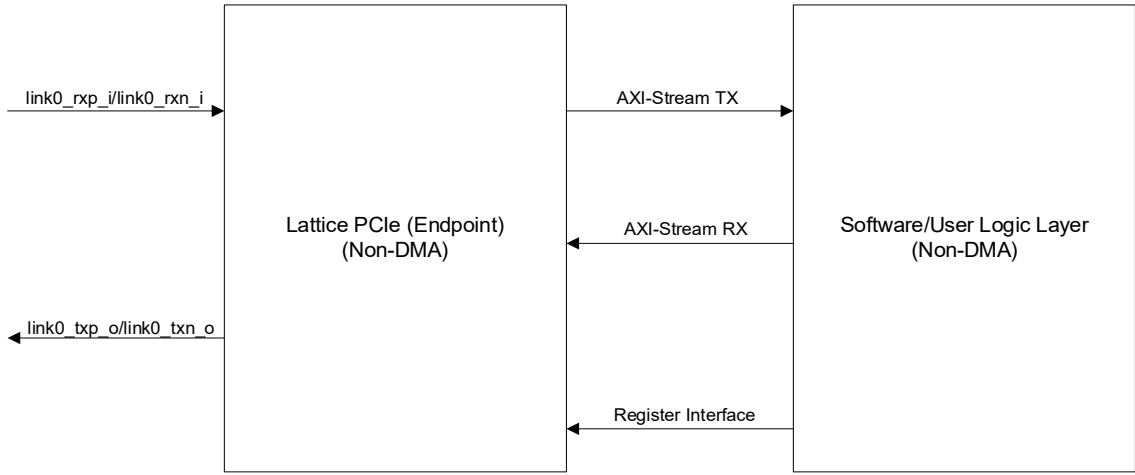 link0_rxp_i/link0_rxn_i
AXI-Stream TX
Lattice PCIe (Endpoint)
(Non-DMA)
Software/User Logic Layer
(Non-DMA)
AXI-Stream RX
link0_txp_o/link0_txn_o
Register Interface